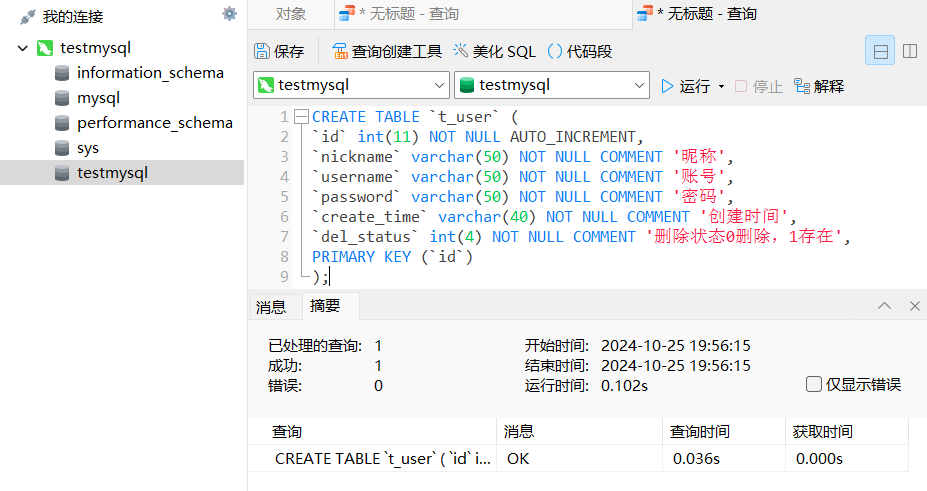 我的连接
testmysql
information_schema
mysql
performance_schema
sys
testmysql
对象
* 无标题 - 查询
* 无标题 - 查询
保存
查询创建工具
美化 SQL
代码段
testmysql
testmysql
运行
停止
解释
1 CREATE TABLE `t_user` (
2 `id` int(11) NOT NULL AUTO_INCREMENT,
3 `nickname` varchar(50) NOT NULL COMMENT '昵称',
4 `username` varchar(50) NOT NULL COMMENT '账号',
5 `password` varchar(50) NOT NULL COMMENT '密码',
6 `create_time` varchar(40) NOT NULL COMMENT '创建时间',
7 `del_status` int(4) NOT NULL COMMENT '删除状态0删除，1存在',
8 PRIMARY KEY (`id`)
9 );
消息
摘要
已处理的查询: 1
成功: 1
错误: 0
开始时间: 2024-10-25 19:56:15
结束时间: 2024-10-25 19:56:15
运行时间: 0.102s
仅显示错误
查询 消息 查询时间 获取时间
CREATE TABLE `t_user` ( `id` i... OK 0.036s 0.000s